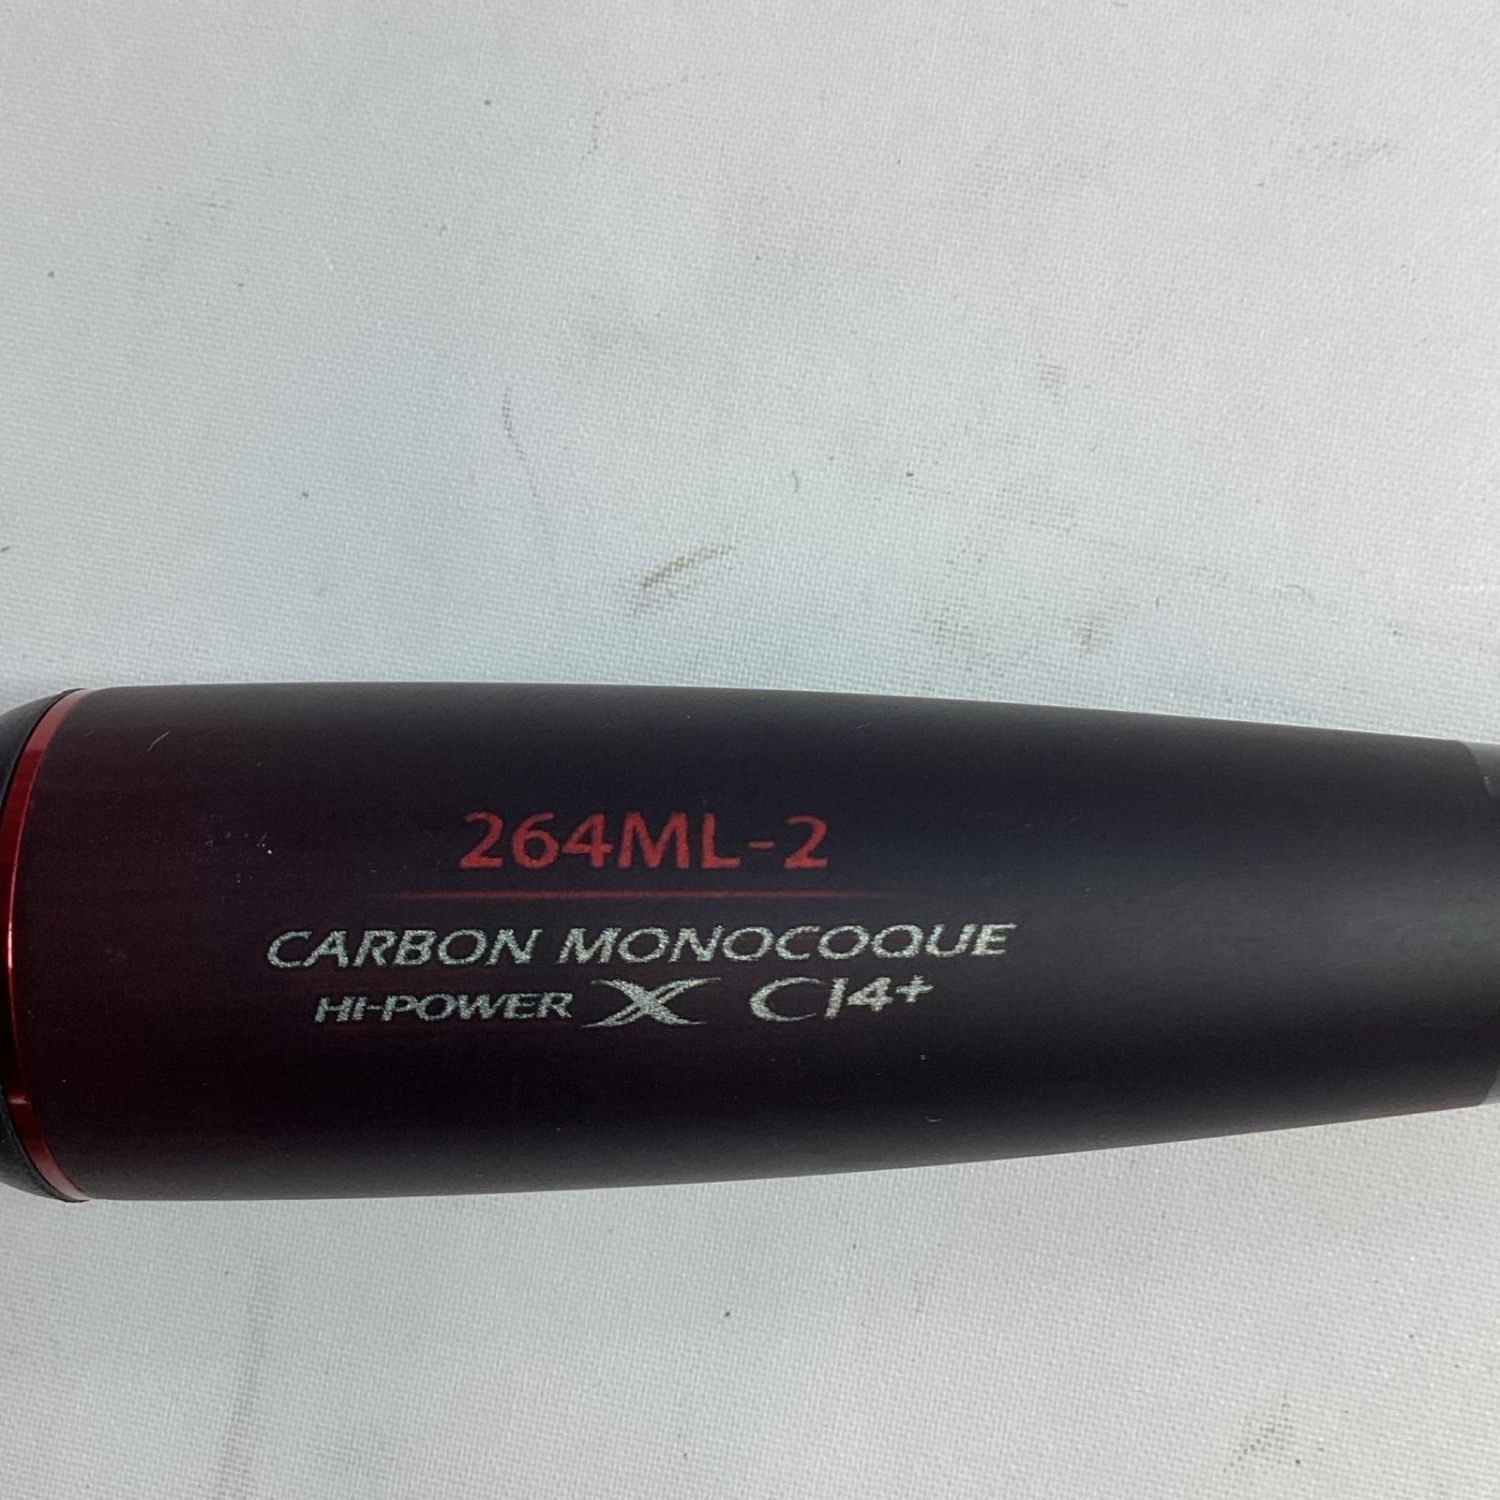 264ML-2
CARBON MONOCOQUE
HI-POWER X CI4+